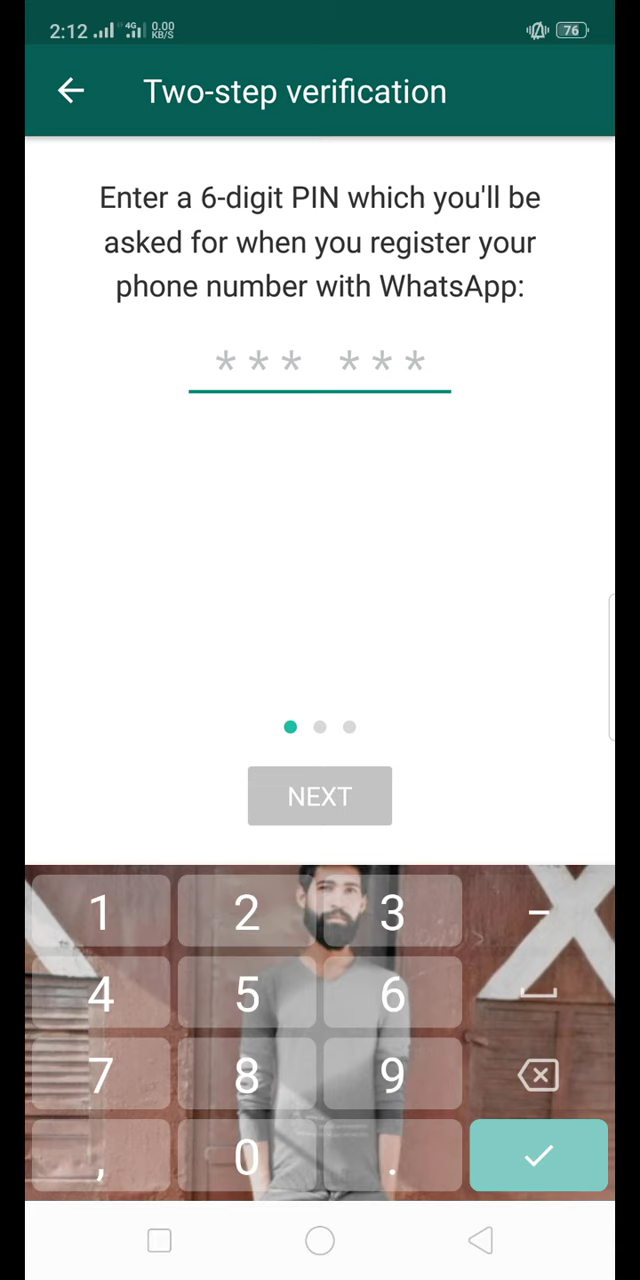 2:12 4G 0.00 KB/S 76
Two-step verification
Enter a 6-digit PIN which you'll be
asked for when you register your
phone number with WhatsApp:
*** ***
NEXT
1 2 3 -
4 5 6
7 8 9
, 0 .